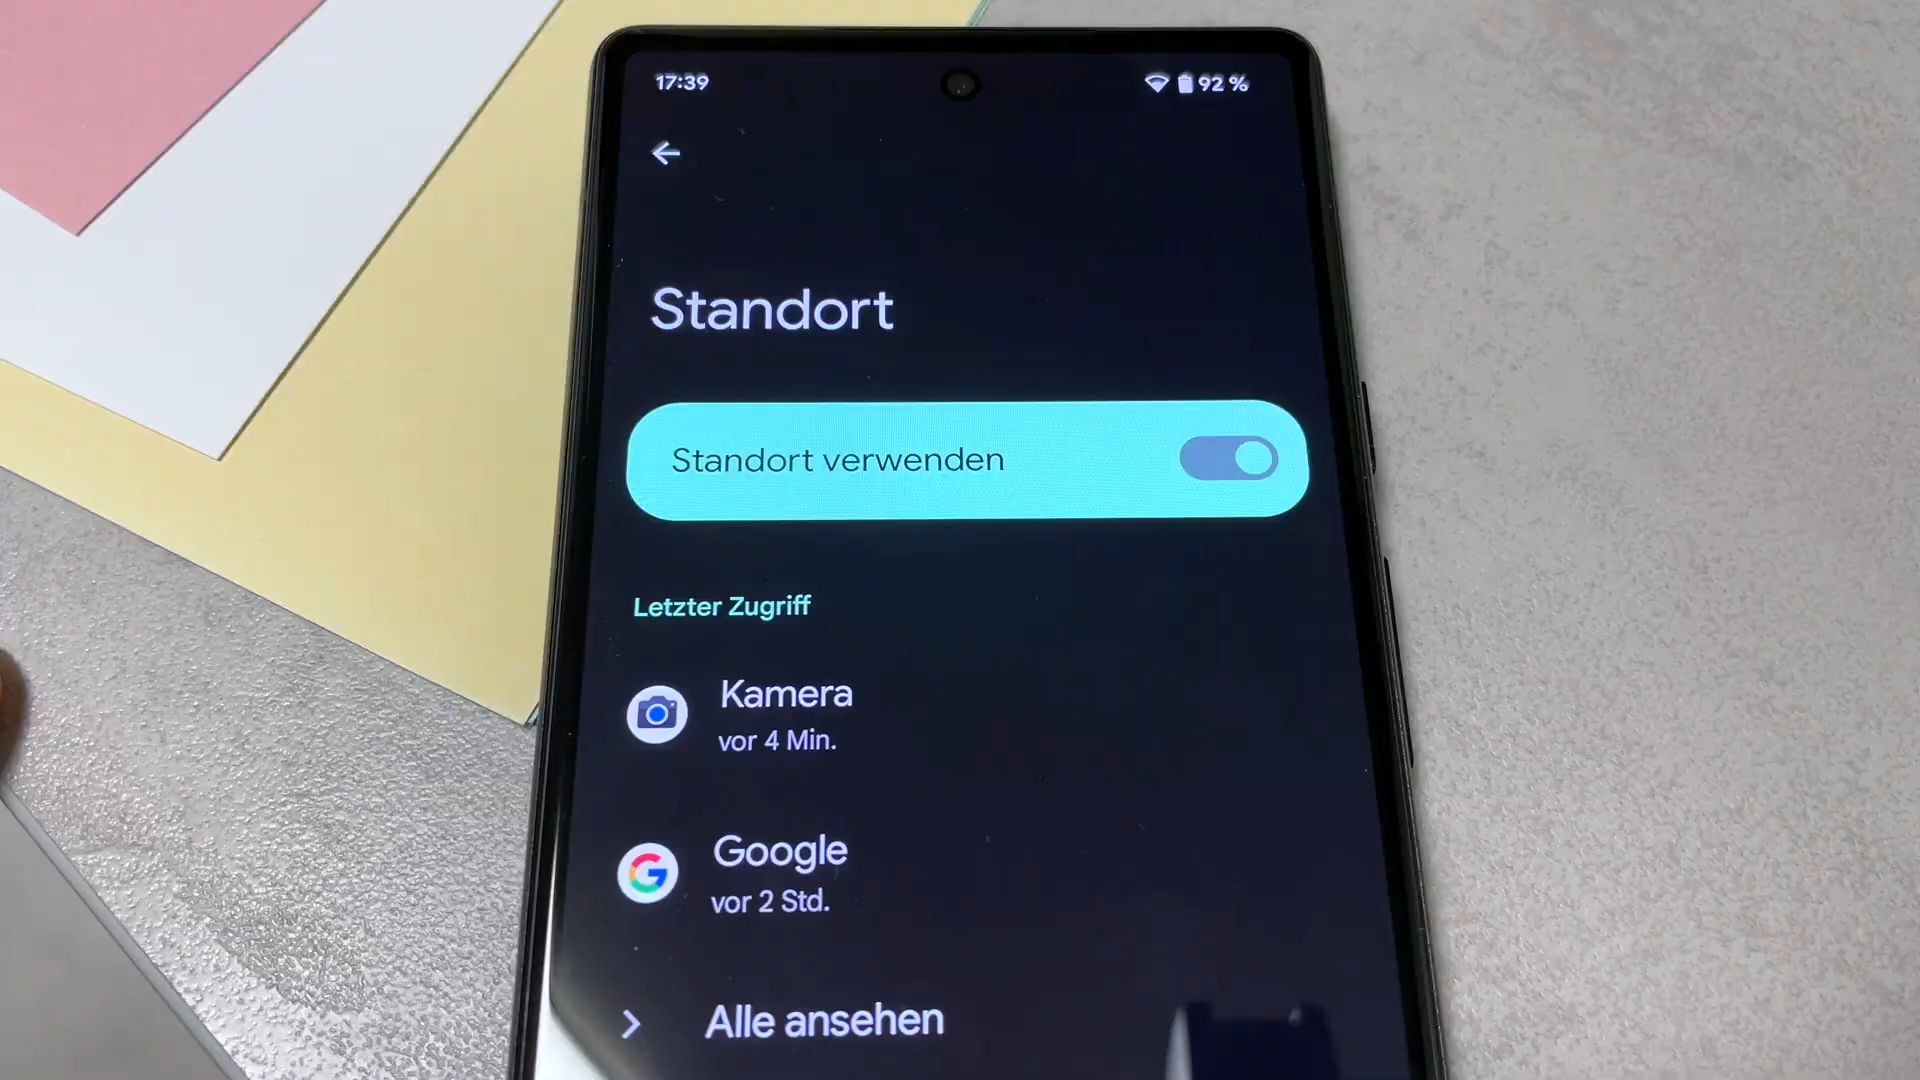 17:39 92 %
Standort
Standort verwenden
Letzter Zugriff
Kamera
vor 4 Min.
Google
vor 2 Std.
Alle ansehen